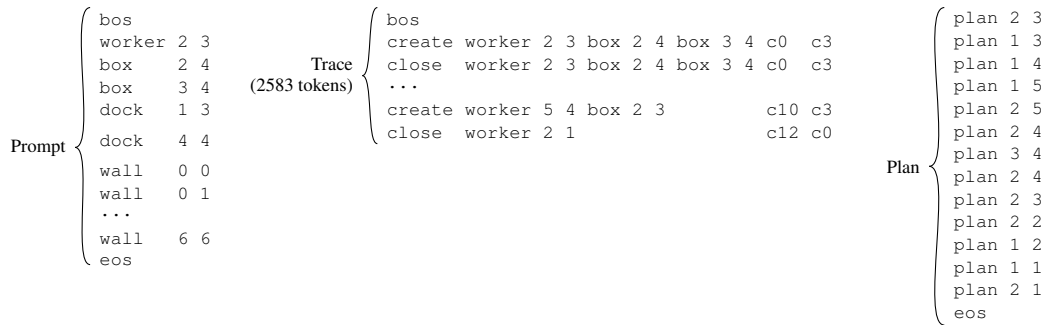 Prompt
bos
worker 2 3
box 2 4
box 3 4
dock 1 3
dock 4 4
wall 0 0
wall 0 1
...
wall 6 6
eos
Trace
(2583 tokens)
bos
create worker 2 3 box 2 4 box 3 4 c0 c3
close worker 2 3 box 2 4 box 3 4 c0 c3
...
create worker 5 4 box 2 3 c10 c3
close worker 2 1 c12 c0
Plan
plan 2 3
plan 1 3
plan 1 4
plan 1 5
plan 2 5
plan 2 4
plan 3 4
plan 2 4
plan 2 3
plan 2 2
plan 1 2
plan 1 1
plan 2 1
eos